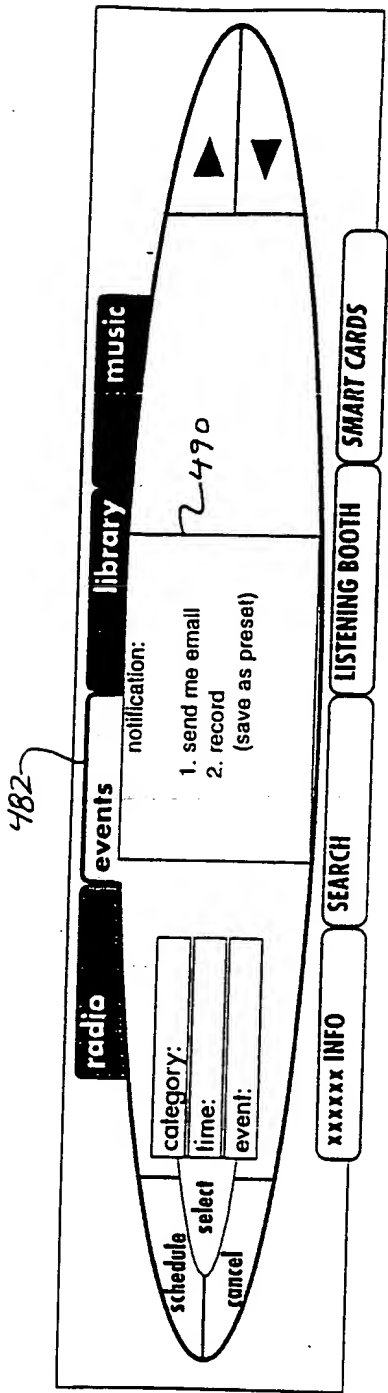 482
radio
events
library
music
schedule
select
cancel
category:
time:
event:
notification:
1. send me email
2. record
(save as preset)
490
xxxxxx INFO
SEARCH
LISTENING BOOTH
SMART CARDS